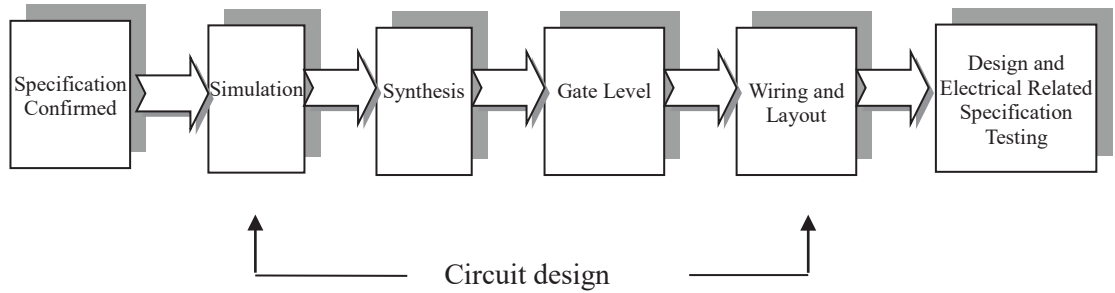 Specification
Confirmed
Simulation
Synthesis
Gate Level
Wiring and
Layout
Design and
Electrical Related
Specification
Testing
Circuit design